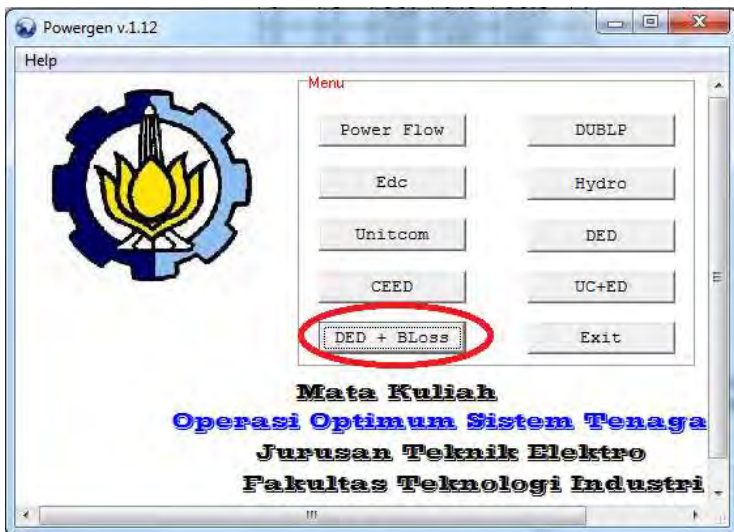 Powergen v.1.12
Help
Menu
Power Flow
DUBLP
Edc
Hydro
Unitcom
DED
CEED
UC+ED
DED + BLoss
Exit
Mata Kuliah
Operasi Optimum Sistem Tenaga
Jurusan Teknik Elektro
Fakultas Teknologi Industri